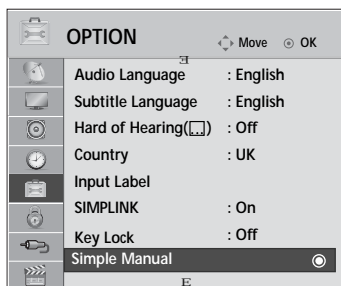 OPTION Move OK
E
Audio Language : English
Subtitle Language : English
Hard of Hearing( ) : Off
Country : UK
Input Label
SIMPLINK : On
Key Lock : Off
Simple Manual
E